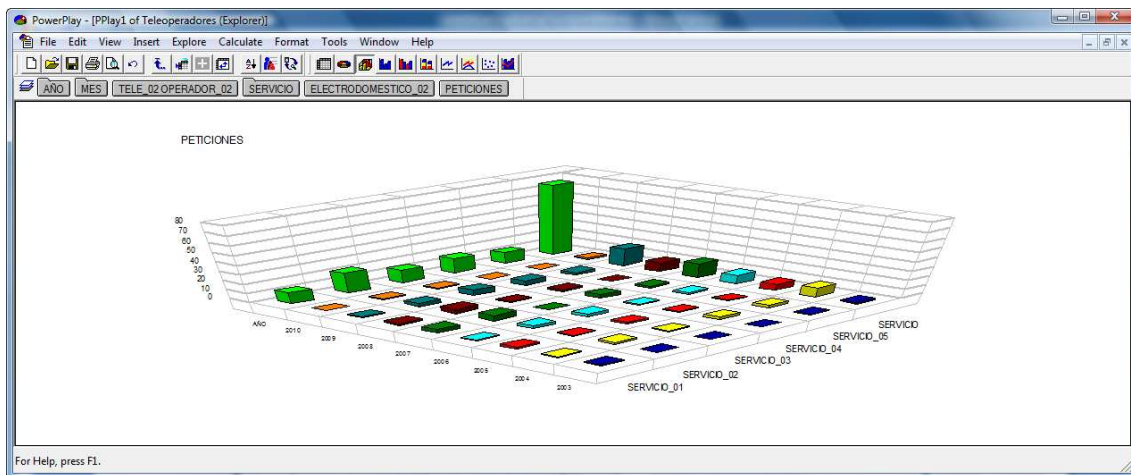 PowerPlay - [PPlay1 of Teleoperadores (Explorer)]
File Edit View Insert Explore Calculate Format Tools Window Help
AÑO MES TELE_02 OPERADOR_02 SERVICIO ELECTRODOMESTICO_02 PETICIONES
PETICIONES
80
70
60
50
40
30
20
10
0
AÑO
2010
2009
2008
2007
2006
2005
2004
2003
SERVICIO
SERVICIO_05
SERVICIO_04
SERVICIO_03
SERVICIO_02
SERVICIO_01
For Help, press F1.